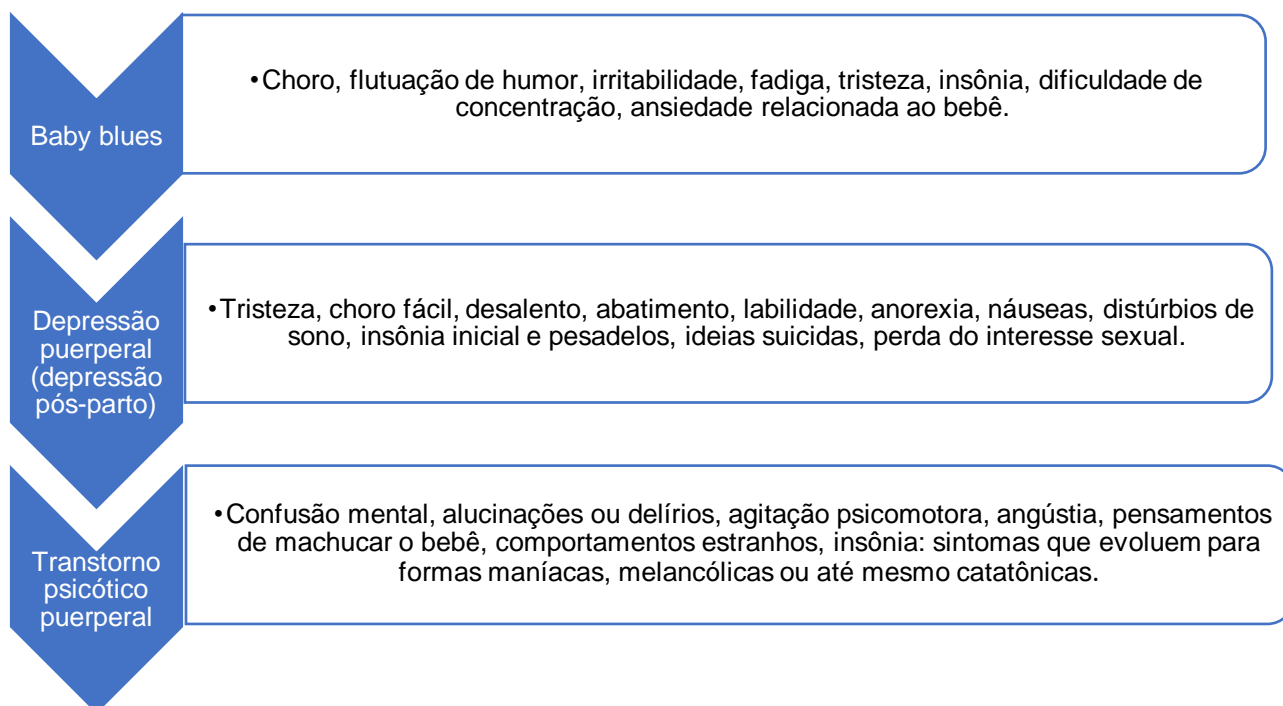 Baby blues
•Choro, flutuação de humor, irritabilidade, fadiga, tristeza, insônia, dificuldade de
concentração, ansiedade relacionada ao bebê.
Depressão
puerperal
(depressão
pós-parto)
•Tristeza, choro fácil, desalento, abatimento, labilidade, anorexia, náuseas, distúrbios de
sono, insônia inicial e pesadelos, ideias suicidas, perda do interesse sexual.
Transtorno
psicótico
puerperal
•Confusão mental, alucinações ou delírios, agitação psicomotora, angústia, pensamentos
de machucar o bebê, comportamentos estranhos, insônia: sintomas que evoluem para
formas maníacas, melancólicas ou até mesmo catatônicas.